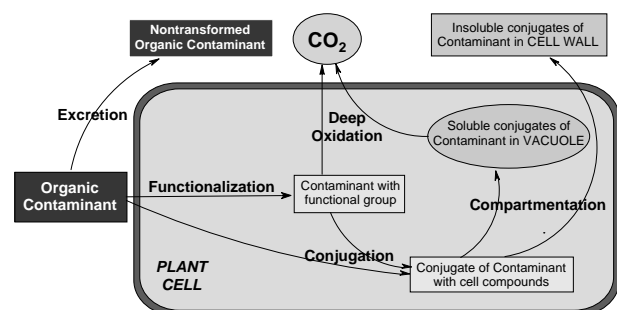 Nontransformed
Organic Contaminant
CO2
Insoluble conjugates of
Contaminant in CELL WALL
Excretion
Deep
Oxidation
Soluble conjugates of
Contaminant in VACUOLE
Organic
Contaminant
Functionalization
Contaminant with
functional group
Compartmentation
Conjugation
Conjugate of Contaminant
with cell compounds
PLANT
CELL